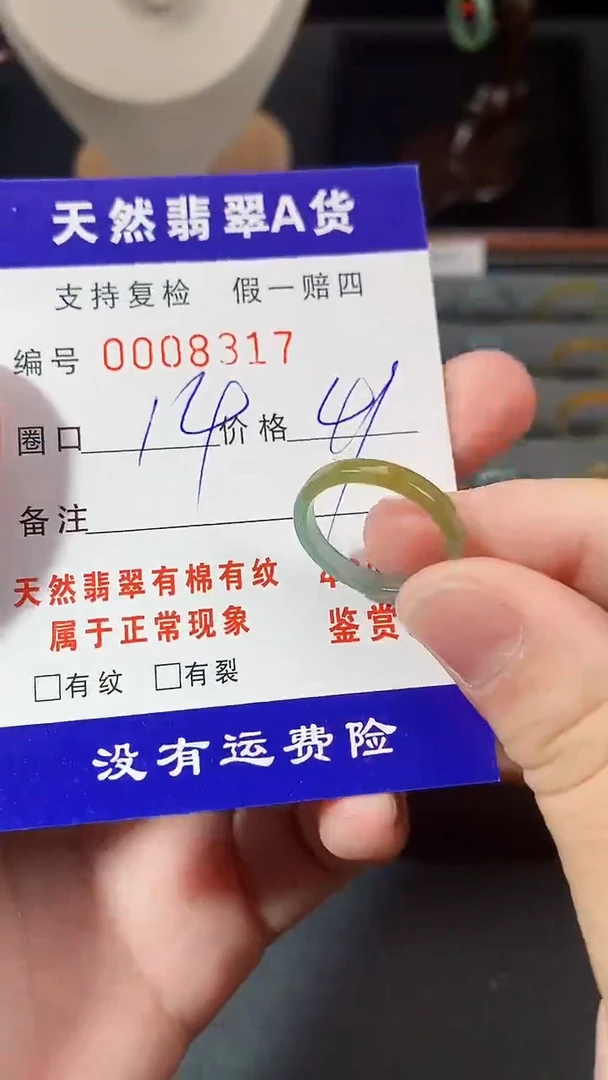 天然翡翠A货
支持复检 假一赔四
编号 0008317
圈口 14 价格
备注
天然翡翠有棉有纹
属于正常现象 鉴赏
□有纹 □有裂
没有运费险